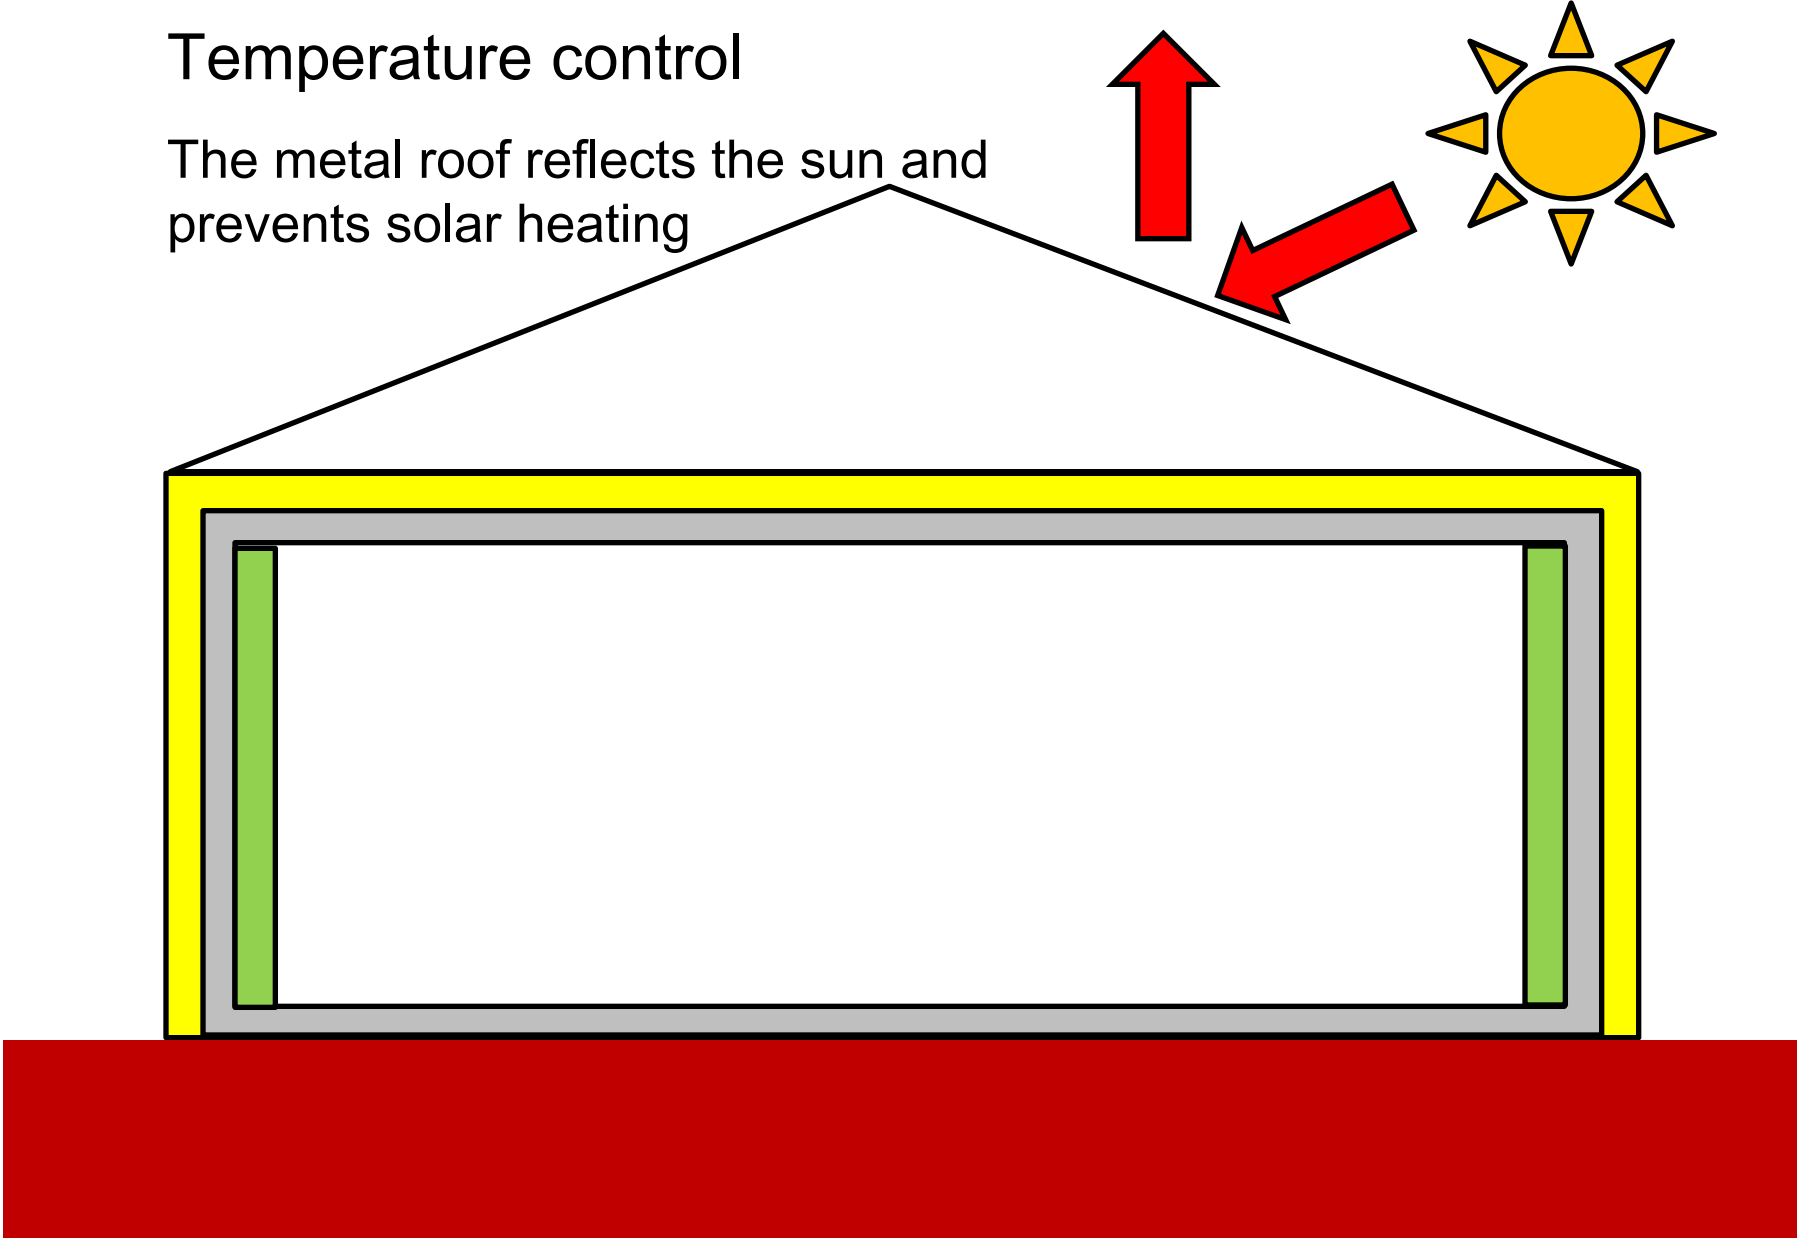 Temperature control
The metal roof reflects the sun and
prevents solar heating